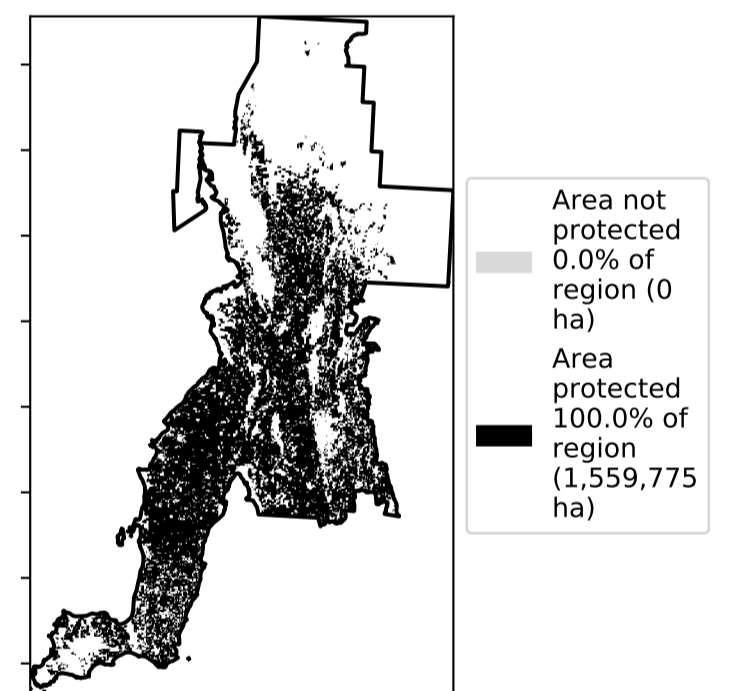 Area not
protected
0.0% of
region (0
ha)
Area
protected
100.0% of
region
(1,559,775
ha)